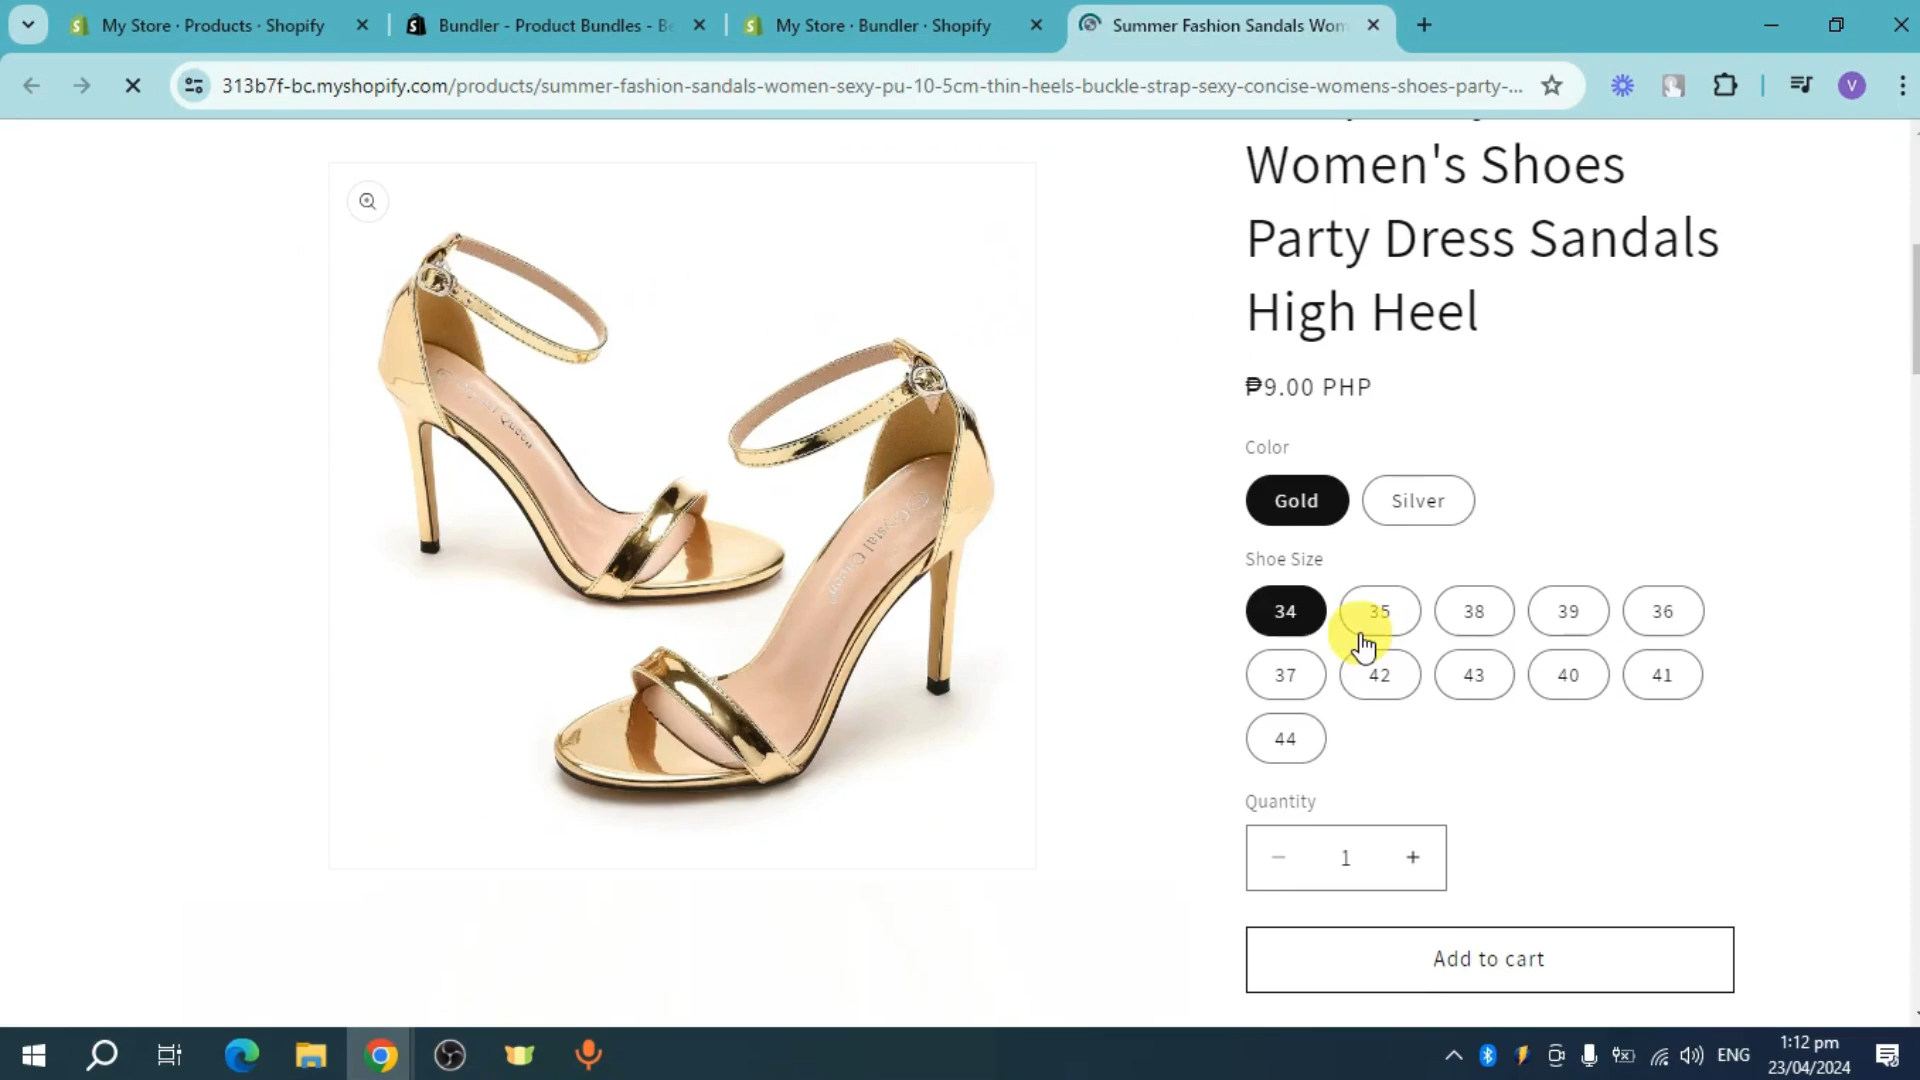 My Store · Products · Shopify
Bundler - Product Bundles - Be
My Store · Bundler · Shopify
Summer Fashion Sandals Wom
313b7f-bc.myshopify.com/products/summer-fashion-sandals-women-sexy-pu-10-5cm-thin-heels-buckle-strap-sexy-concise-womens-shoes-party-...
V
Women's Shoes
Party Dress Sandals
High Heel
₱9.00 PHP
Color
Gold
Silver
Shoe Size
34
35
38
39
36
37
42
43
40
41
44
Quantity
− 1 +
Add to cart
ENG
1:12 pm
23/04/2024